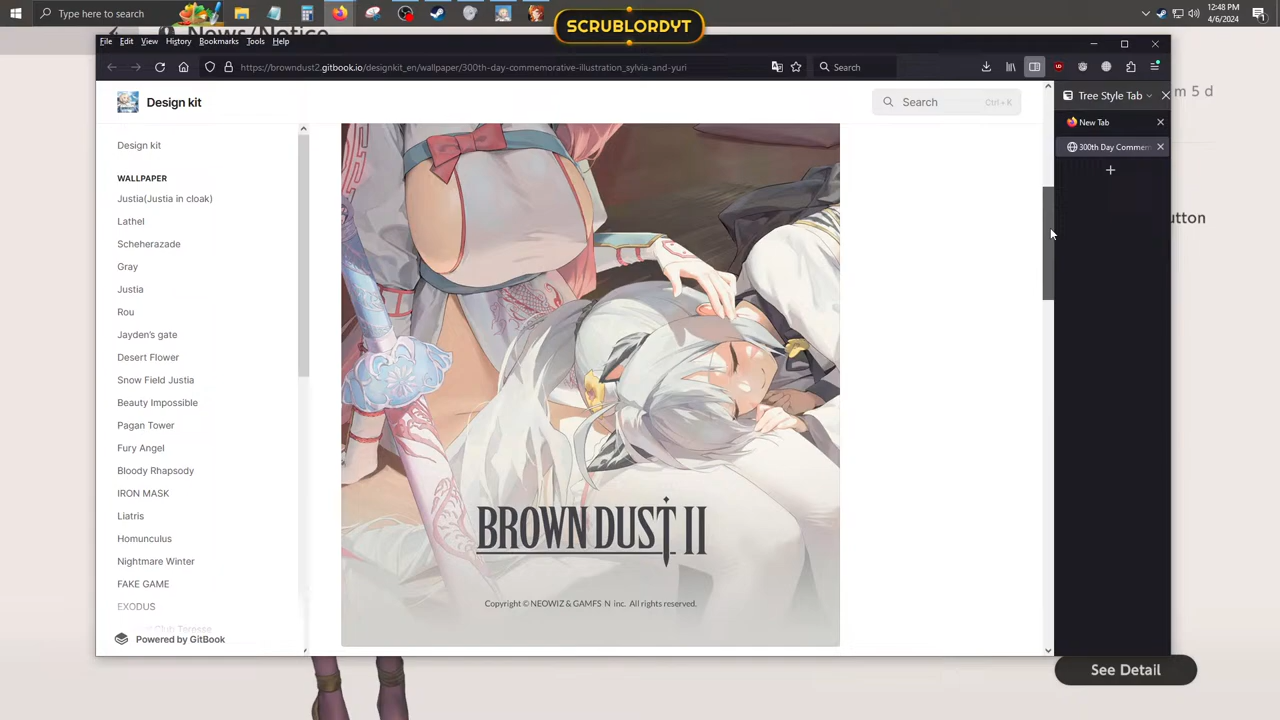 Type here to search
12:48 PM
4/6/2024
News/Notice
SCRUBLORDYT
File Edit View History Bookmarks Tools Help
https://browndust2.gitbook.io/designkit_en/wallpaper/300th-day-commemorative-illustration_sylvia-and-yuri
Search
Design kit
Search
Ctrl + K
Tree Style Tab
New Tab
300th Day Commem
m 5 d
utton
Design kit
WALLPAPER
Justia(Justia in cloak)
Lathel
Scheherazade
Gray
Justia
Rou
Jayden's gate
Desert Flower
Snow Field Justia
Beauty Impossible
Pagan Tower
Fury Angel
Bloody Rhapsody
IRON MASK
Liatris
Homunculus
Nightmare Winter
FAKE GAME
EXODUS
Powered by GitBook
BROWN DUST II
Copyright © NEOWIZ & GAMFS N inc. All rights reserved.
See Detail